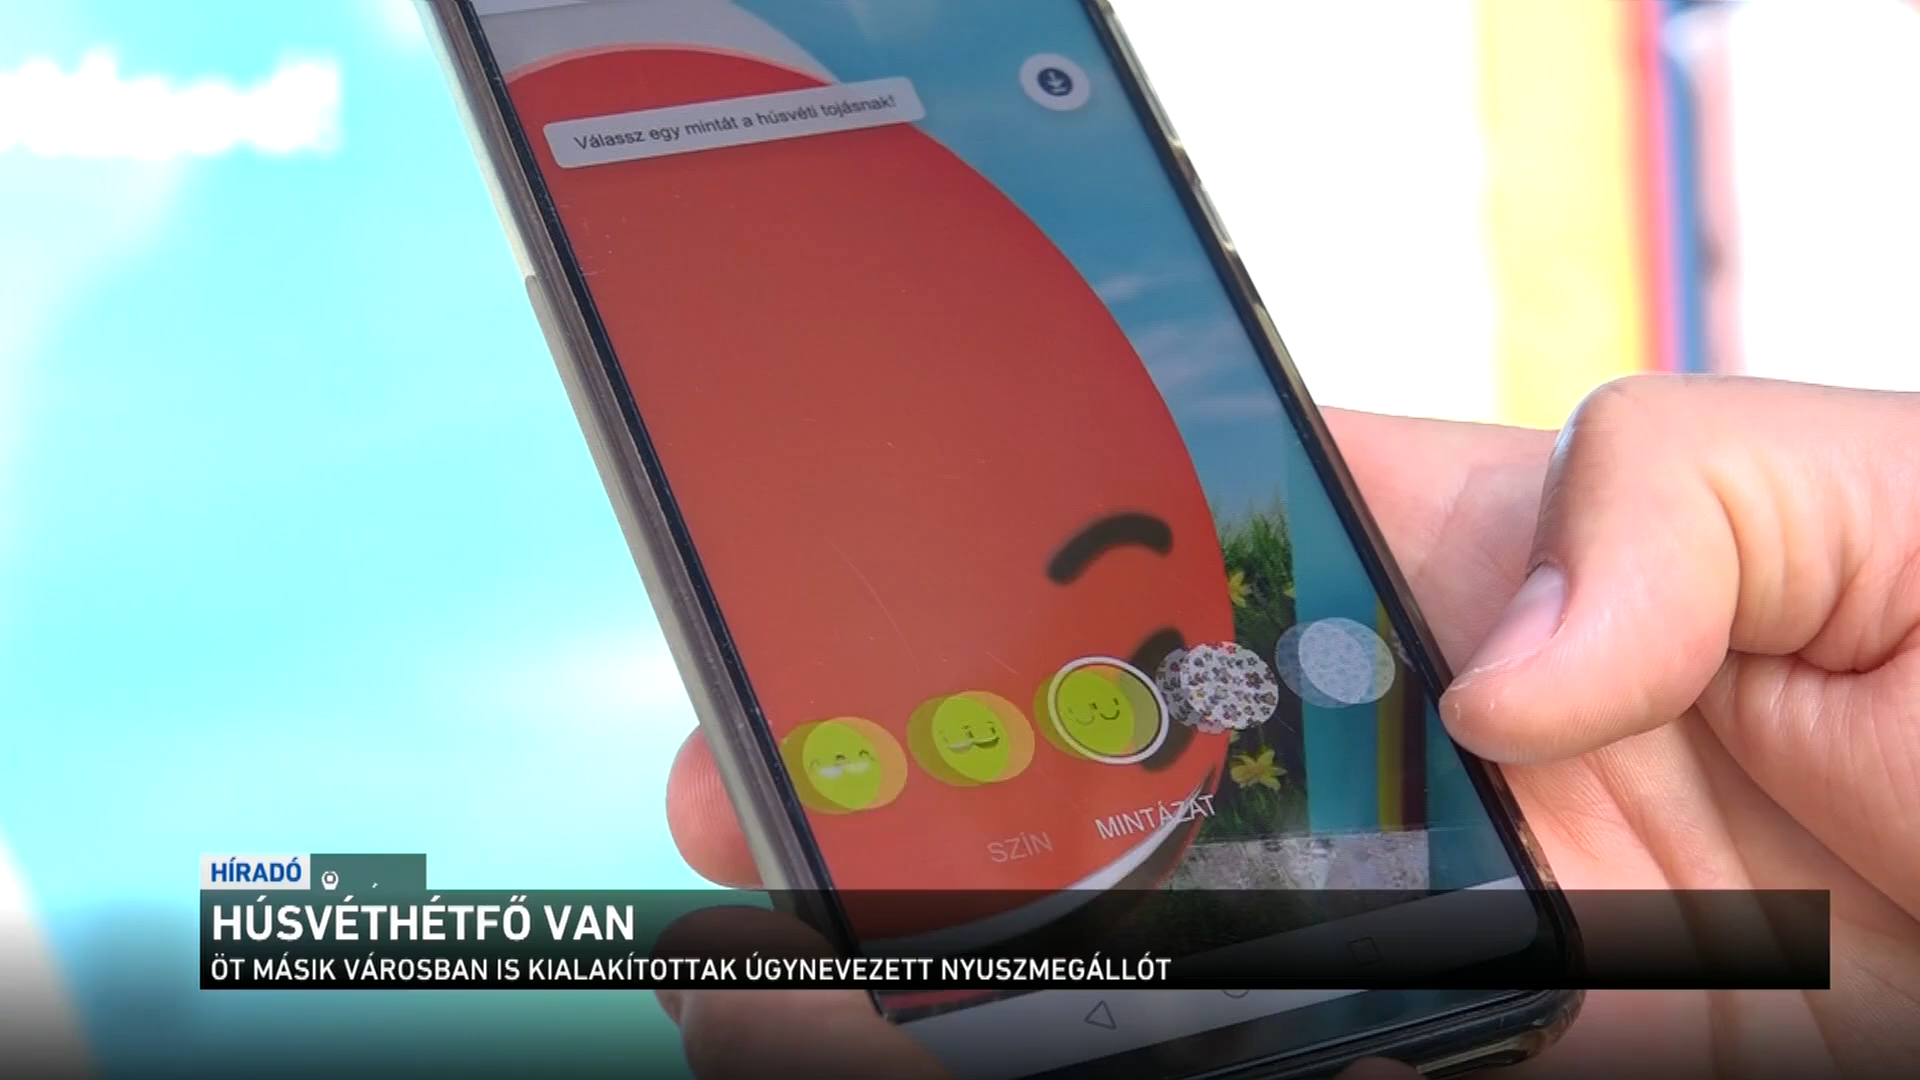 Válassz egy mintát a húsvéti tojásnak!
SZÍN
MINTÁZAT
HÍRADÓ
HÚSVÉTHÉTFŐ VAN
ÖT MÁSIK VÁROSBAN IS KIALAKÍTOTTAK ÚGYNEVEZETT NYUSZMEGÁLLÓT